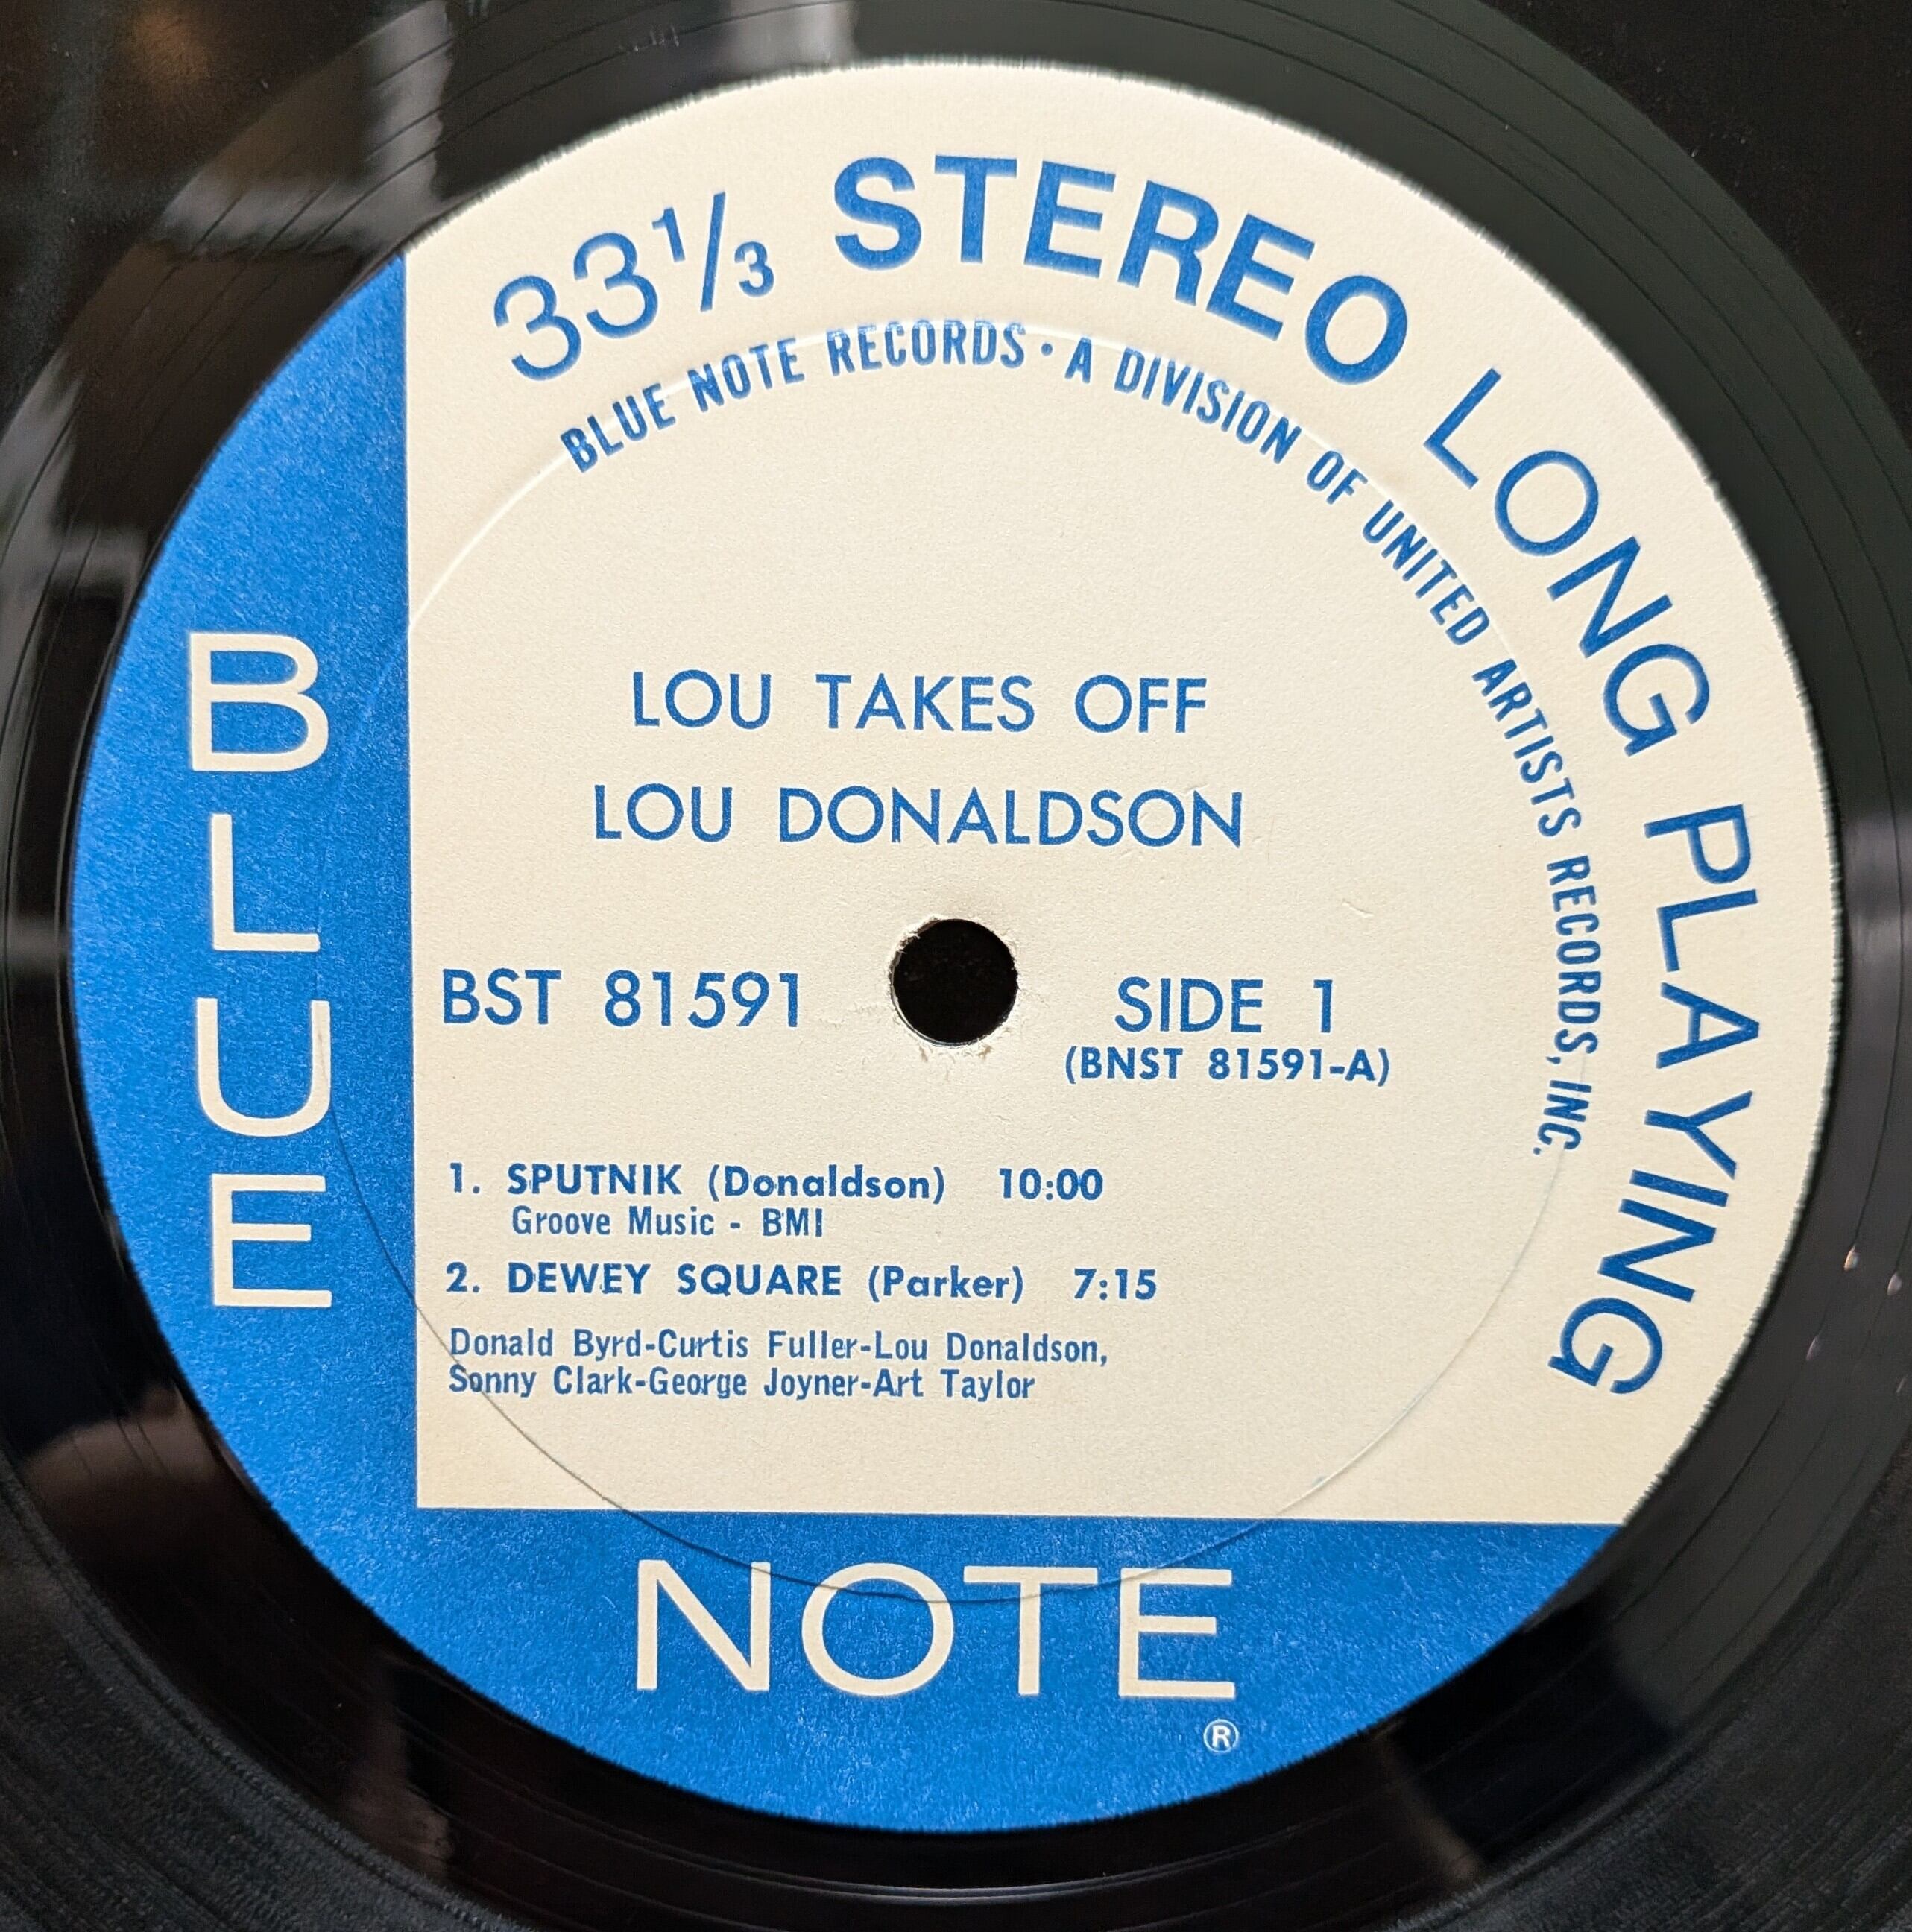 33⅓ STEREO LONG PLAYING
BLUE NOTE RECORDS · A DIVISION OF UNITED ARTISTS RECORDS, INC.
LOU TAKES OFF
LOU DONALDSON
BST 81591
SIDE 1
(BNST 81591-A)
1. SPUTNIK (Donaldson) 10:00
Groove Music - BMI
2. DEWEY SQUARE (Parker) 7:15
Donald Byrd-Curtis Fuller-Lou Donaldson,
Sonny Clark-George Joyner-Art Taylor
BLUE
NOTE
®